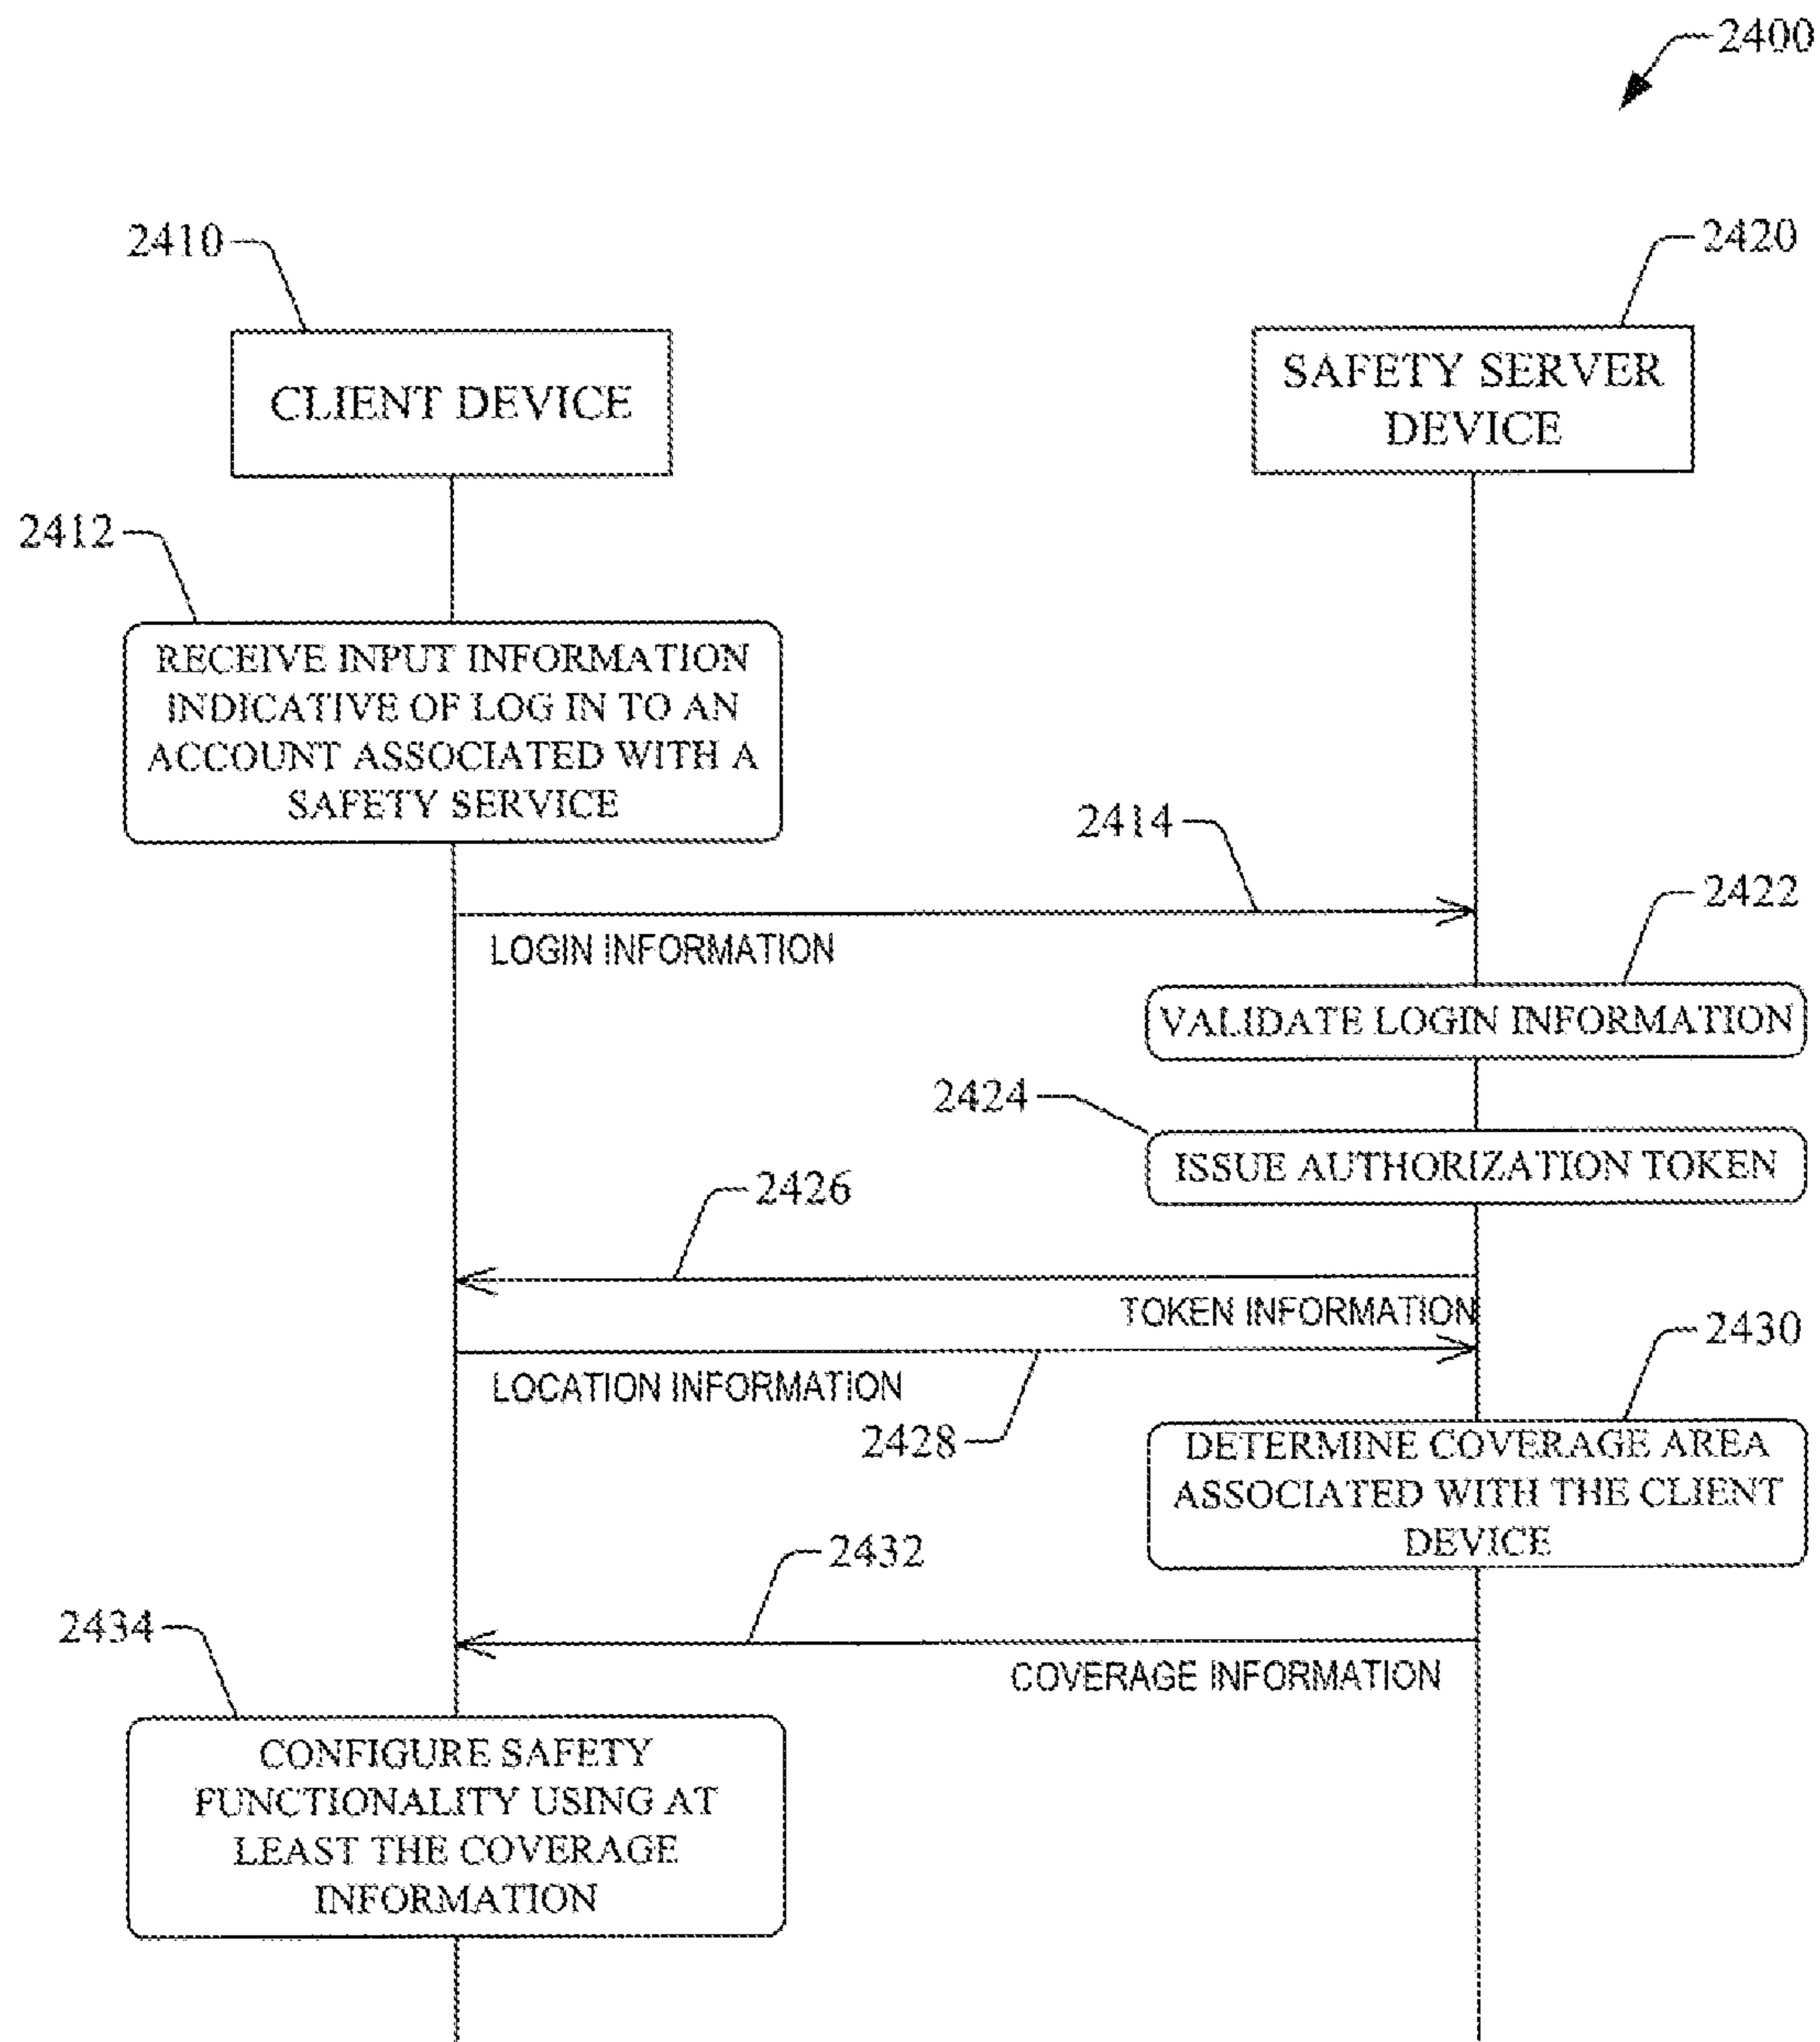 2400
2410
2420
CLIENT DEVICE
SAFETY SERVER
DEVICE
2412
RECEIVE INPUT INFORMATION
INDICATIVE OF LOG IN TO AN
ACCOUNT ASSOCIATED WITH A
SAFETY SERVICE
2414
LOGIN INFORMATION
2422
VALIDATE LOGIN INFORMATION
2424
ISSUE AUTHORIZATION TOKEN
2426
TOKEN INFORMATION
LOCATION INFORMATION
2428
2430
DETERMINE COVERAGE AREA
ASSOCIATED WITH THE CLIENT
DEVICE
2432
COVERAGE INFORMATION
2434
CONFIGURE SAFETY
FUNCTIONALITY USING AT
LEAST THE COVERAGE
INFORMATION